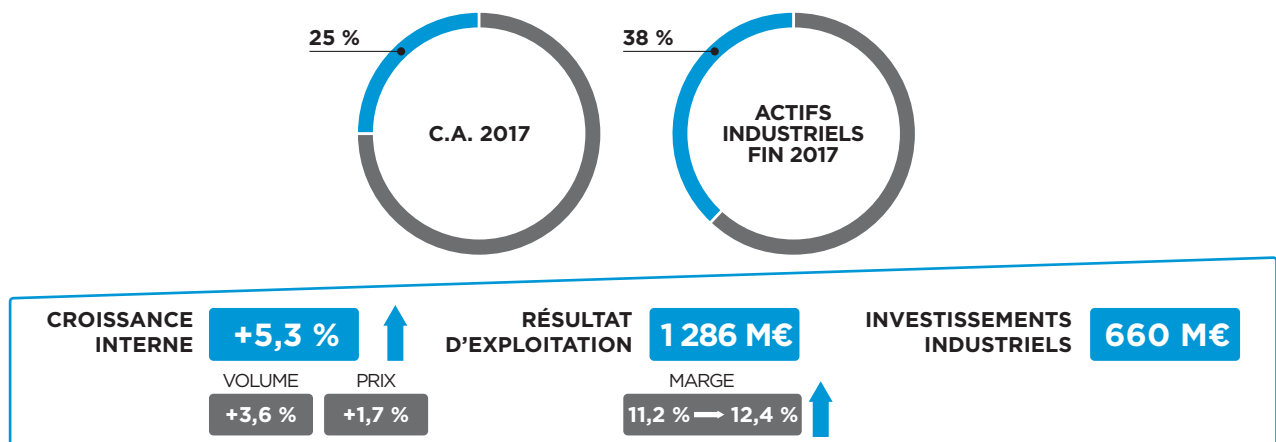 25 %
C.A. 2017
38 %
ACTIFS
INDUSTRIELS
FIN 2017
CROISSANCE
INTERNE
+5,3 %
VOLUME
+3,6 %
PRIX
+1,7 %
RÉSULTAT
D'EXPLOITATION
1 286 M€
MARGE
11,2 % → 12,4 %
INVESTISSEMENTS
INDUSTRIELS
660 M€